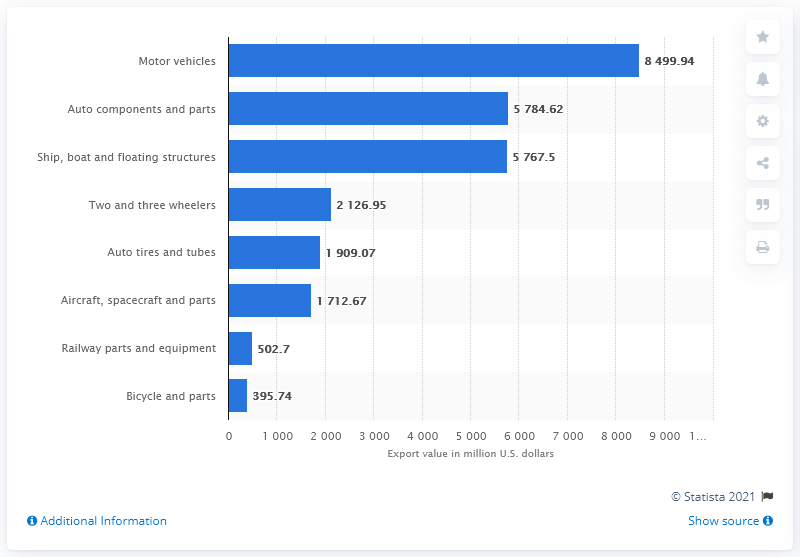 Motor vehicles 8 499.94
Auto components and parts 5 784.62
Ship, boat and floating structures 5 767.5
Two and three wheelers 2 126.95
Auto tires and tubes 1 909.07
Aircraft, spacecraft and parts 1 712.67
Railway parts and equipment 502.7
Bicycle and parts 395.74
0 1 000 2 000 3 000 4 000 5 000 6 000 7 000 8 000 9 000 1...
Export value in million U.S. dollars
© Statista 2021
Additional Information Show source